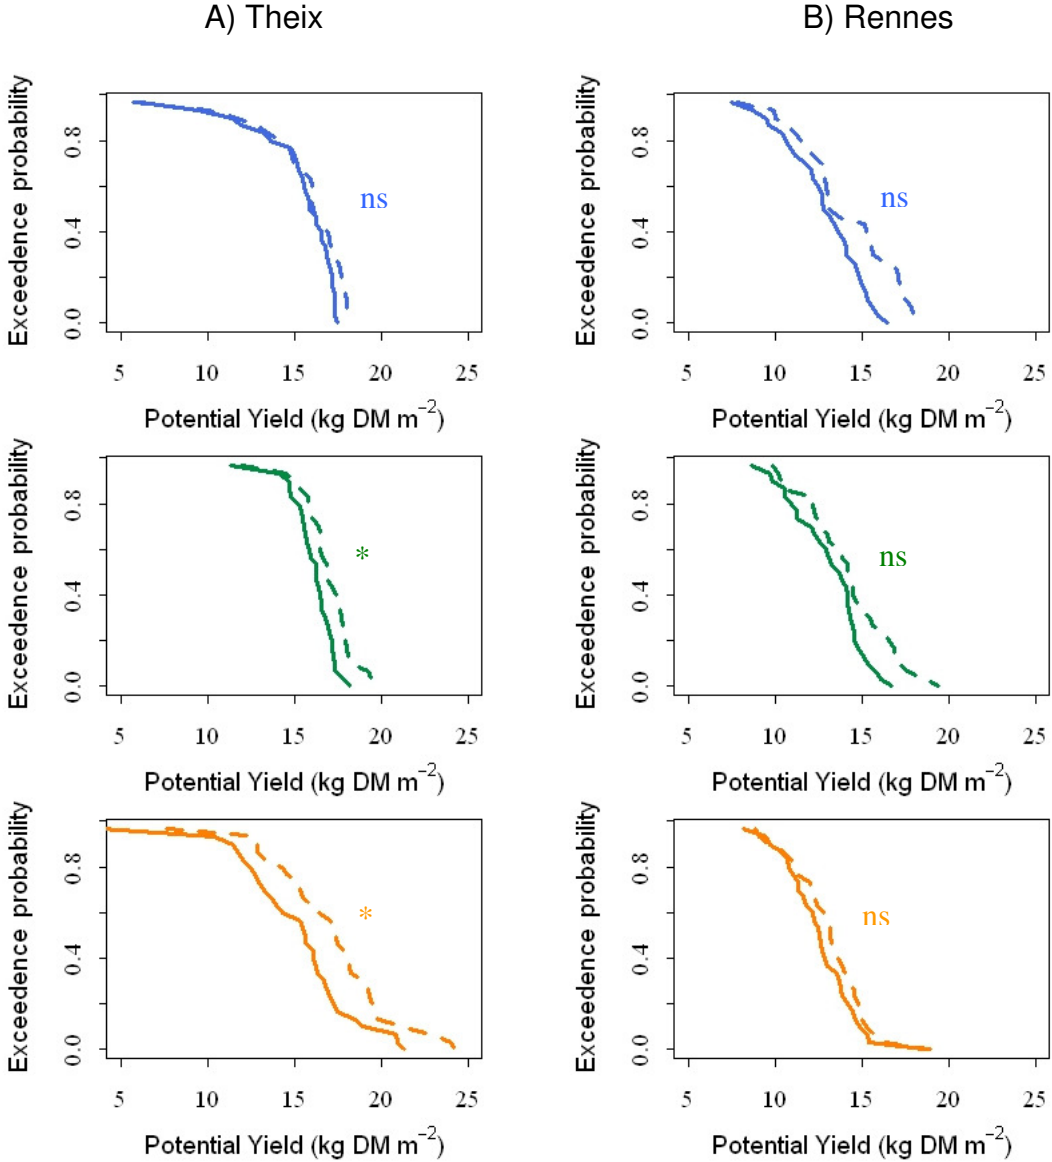 A) Theix
B) Rennes
Exceedence probability
0.0 0.4 0.8
ns
5 10 15 20 25
Potential Yield (kg DM m−2)
Exceedence probability
0.0 0.4 0.8
ns
5 10 15 20 25
Potential Yield (kg DM m−2)
Exceedence probability
0.0 0.4 0.8
*
5 10 15 20 25
Potential Yield (kg DM m−2)
Exceedence probability
0.0 0.4 0.8
ns
5 10 15 20 25
Potential Yield (kg DM m−2)
Exceedence probability
0.0 0.4 0.8
*
5 10 15 20 25
Potential Yield (kg DM m−2)
Exceedence probability
0.0 0.4 0.8
ns
5 10 15 20 25
Potential Yield (kg DM m−2)